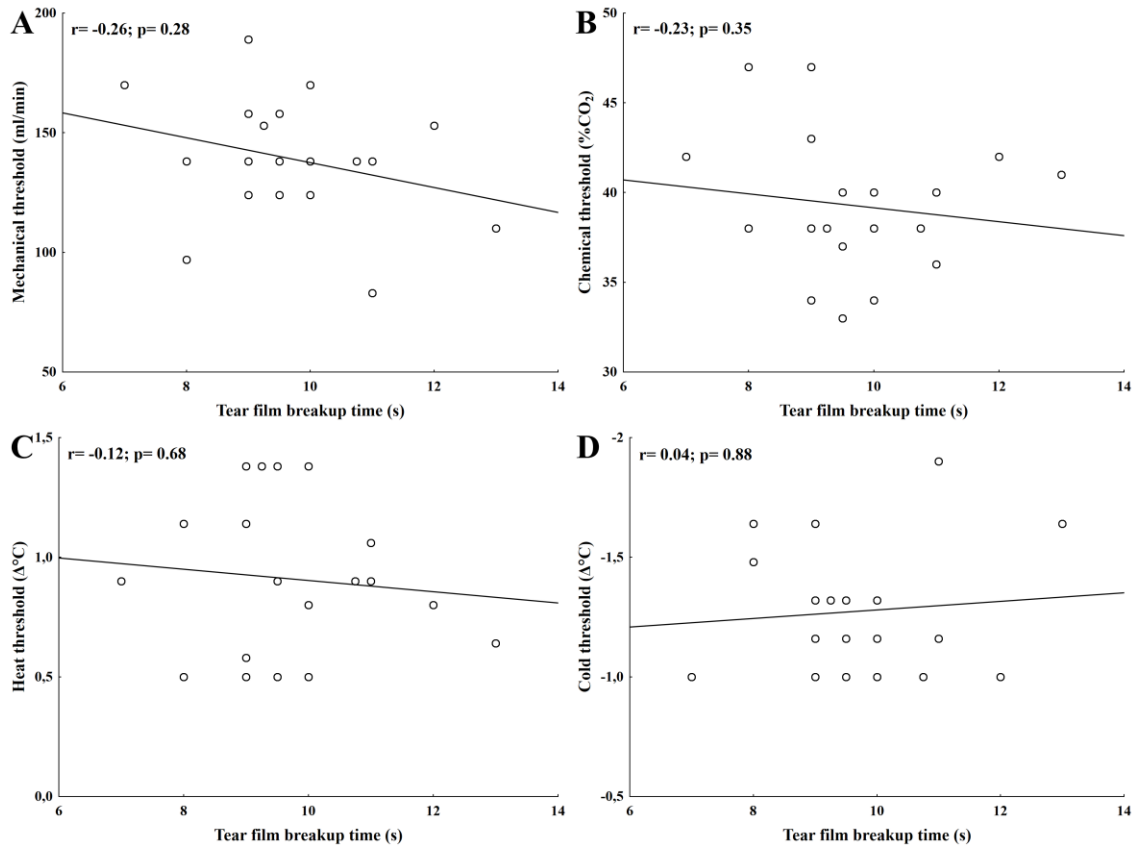 A
r= -0.26; p= 0.28
Mechanical threshold (ml/min)
200
150
100
50
6 8 10 12 14
Tear film breakup time (s)
B
r= -0.23; p= 0.35
Chemical threshold (%CO₂)
50
45
40
35
30
6 8 10 12 14
Tear film breakup time (s)
C
r= -0.12; p= 0.68
Heat threshold (Δ°C)
1,5
1,0
0,5
0,0
6 8 10 12 14
Tear film breakup time (s)
D
r= 0.04; p= 0.88
Cold threshold (Δ°C)
-2
-1,5
-1,0
-0,5
6 8 10 12 14
Tear film breakup time (s)